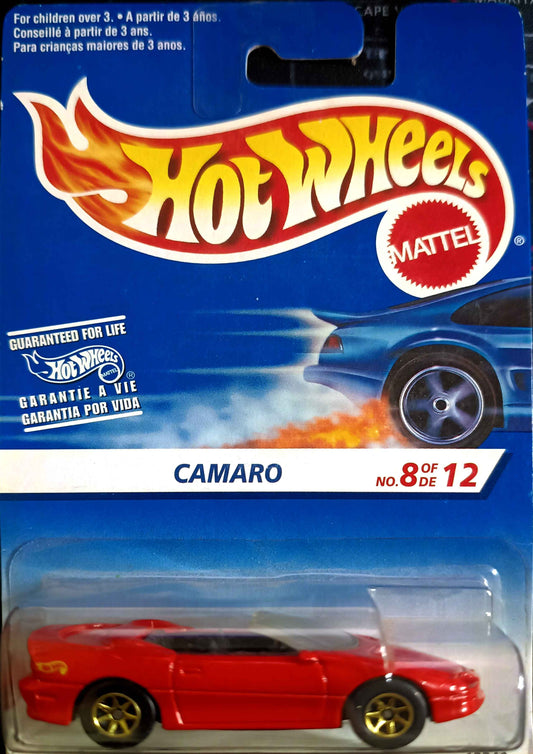 For children over 3. • A partir de 3 años.
Conseillé à partir de 3 ans.
Para crianças maiores de 3 anos.
CAPE
HOT WHEELS
MATTEL
®
GUARANTEED FOR LIFE
HOT WHEELS
MATTEL
®
GARANTIE A VIE
GARANTIA POR VIDA
CAMARO
NO. 8 OF DE 12